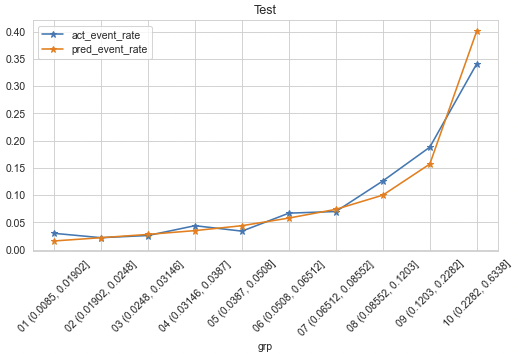 Test
act_event_rate
pred_event_rate
0.40
0.35
0.30
0.25
0.20
0.15
0.10
0.05
0.00
01 (0.0085, 0.01902]
02 (0.01902, 0.0248]
03 (0.0248, 0.03146]
04 (0.03146, 0.0387]
05 (0.0387, 0.0508]
06 (0.0508, 0.06512]
07 (0.06512, 0.08552]
08 (0.08552, 0.1203]
09 (0.1203, 0.2282]
10 (0.2282, 0.6338]
grp